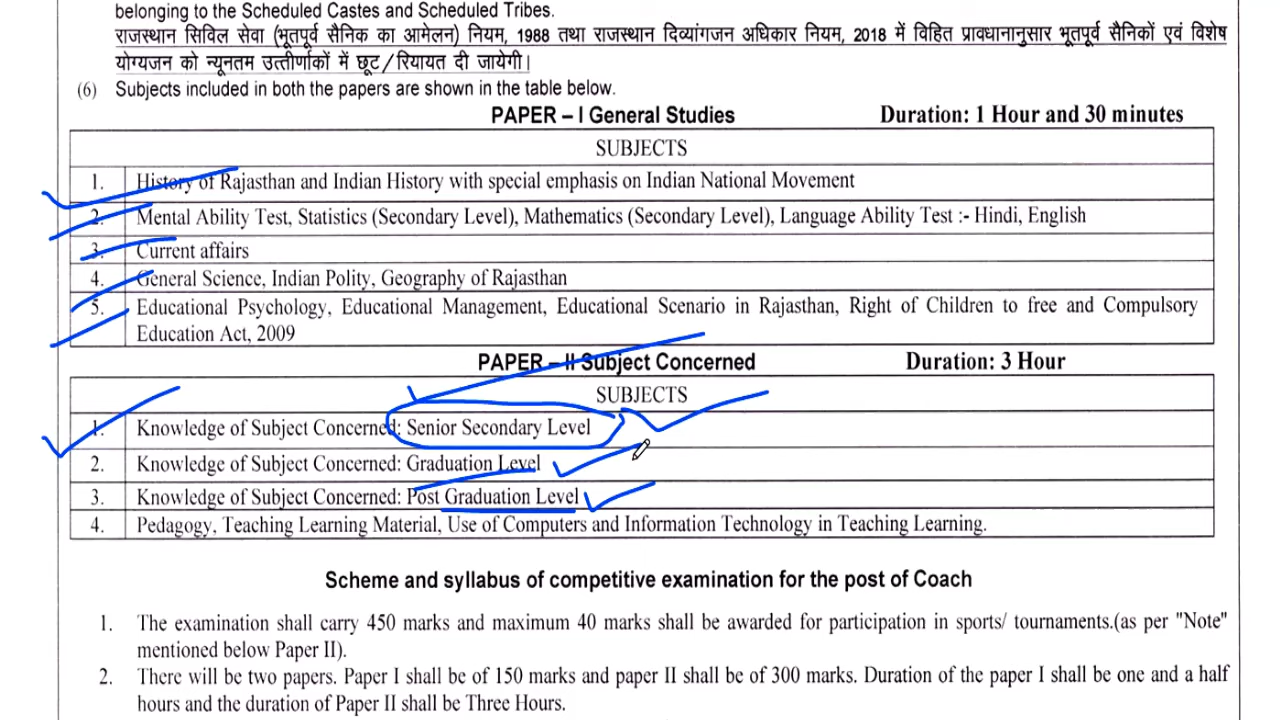 belonging to the Scheduled Castes and Scheduled Tribes.
राजस्थान सिविल सेवा (भूतपूर्व सैनिक का आमेलन) नियम, 1988 तथा राजस्थान दिव्यांगजन अधिकार नियम, 2018 में विहित प्रावधानानुसार भूतपूर्व सैनिकों एवं विशेष
योग्यजन को न्यूनतम उत्तीर्णाकों में छूट/रियायत दी जायेगी।
(6) Subjects included in both the papers are shown in the table below.
PAPER – I General Studies Duration: 1 Hour and 30 minutes
SUBJECTS
1. History of Rajasthan and Indian History with special emphasis on Indian National Movement
2. Mental Ability Test, Statistics (Secondary Level), Mathematics (Secondary Level), Language Ability Test :- Hindi, English
3. Current affairs
4. General Science, Indian Polity, Geography of Rajasthan
5. Educational Psychology, Educational Management, Educational Scenario in Rajasthan, Right of Children to free and Compulsory
Education Act, 2009
PAPER – II Subject Concerned Duration: 3 Hour
SUBJECTS
1. Knowledge of Subject Concerned: Senior Secondary Level
2. Knowledge of Subject Concerned: Graduation Level
3. Knowledge of Subject Concerned: Post Graduation Level
4. Pedagogy, Teaching Learning Material, Use of Computers and Information Technology in Teaching Learning.
Scheme and syllabus of competitive examination for the post of Coach
1. The examination shall carry 450 marks and maximum 40 marks shall be awarded for participation in sports/ tournaments.(as per "Note"
mentioned below Paper II).
2. There will be two papers. Paper I shall be of 150 marks and paper II shall be of 300 marks. Duration of the paper I shall be one and a half
hours and the duration of Paper II shall be Three Hours.